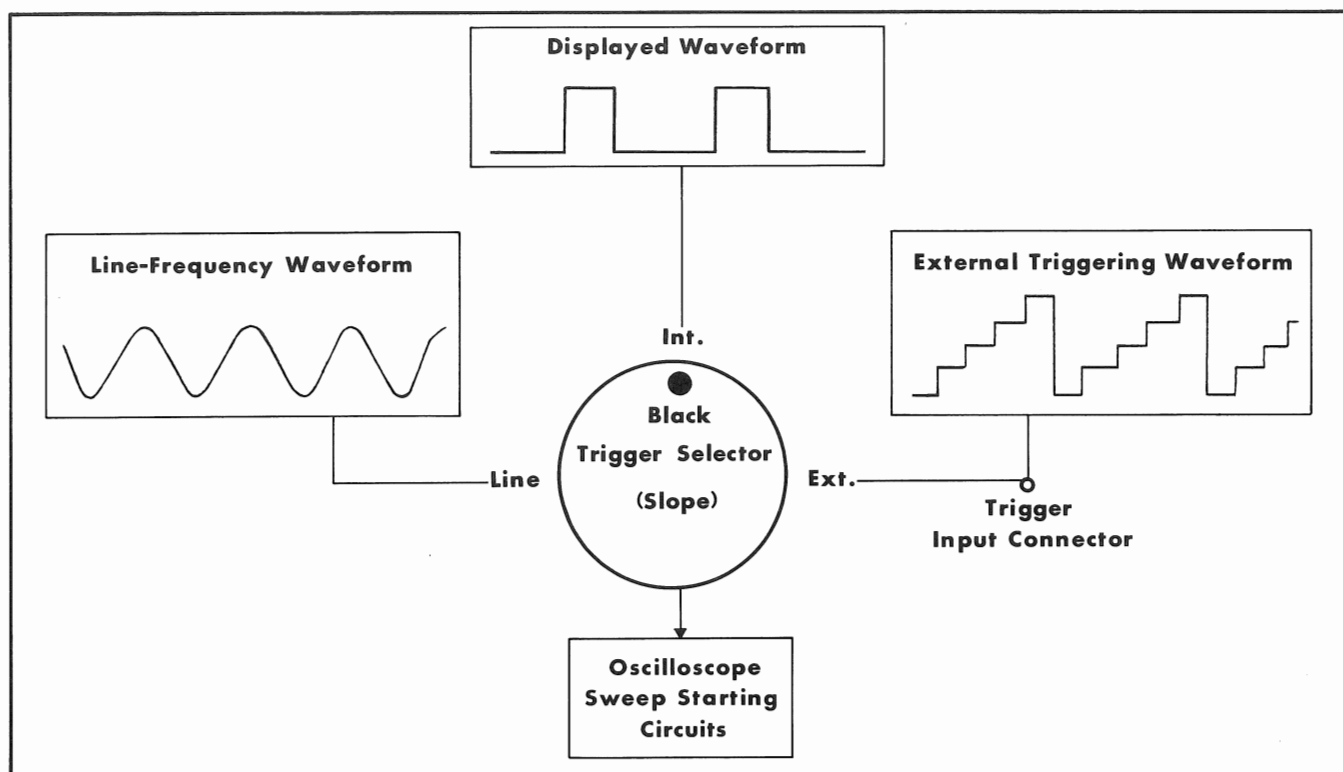 Displayed Waveform
Line-Frequency Waveform
External Triggering Waveform
Int.
Black
Trigger Selector
(Slope)
Line
Ext.
Trigger
Input Connector
Oscilloscope
Sweep Starting
Circuits